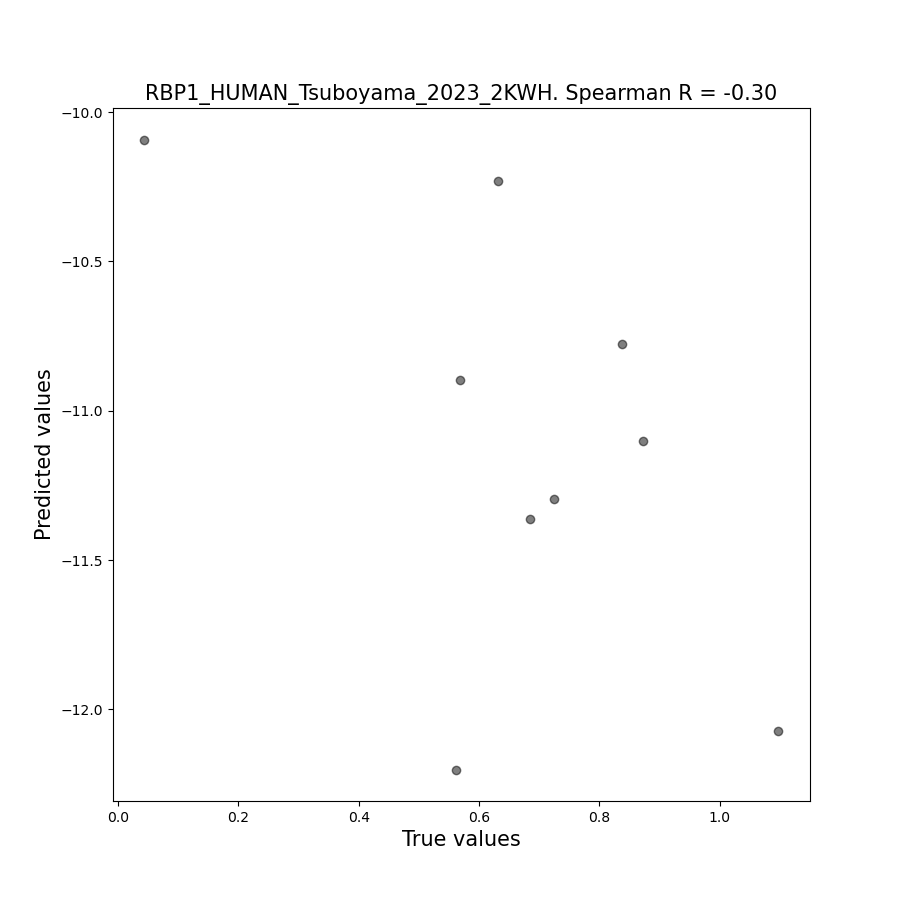 RBP1_HUMAN_Tsuboyama_2023_2KWH. Spearman R = -0.30
−10.0
−10.5
−11.0
−11.5
−12.0
Predicted values
0.0 0.2 0.4 0.6 0.8 1.0
True values